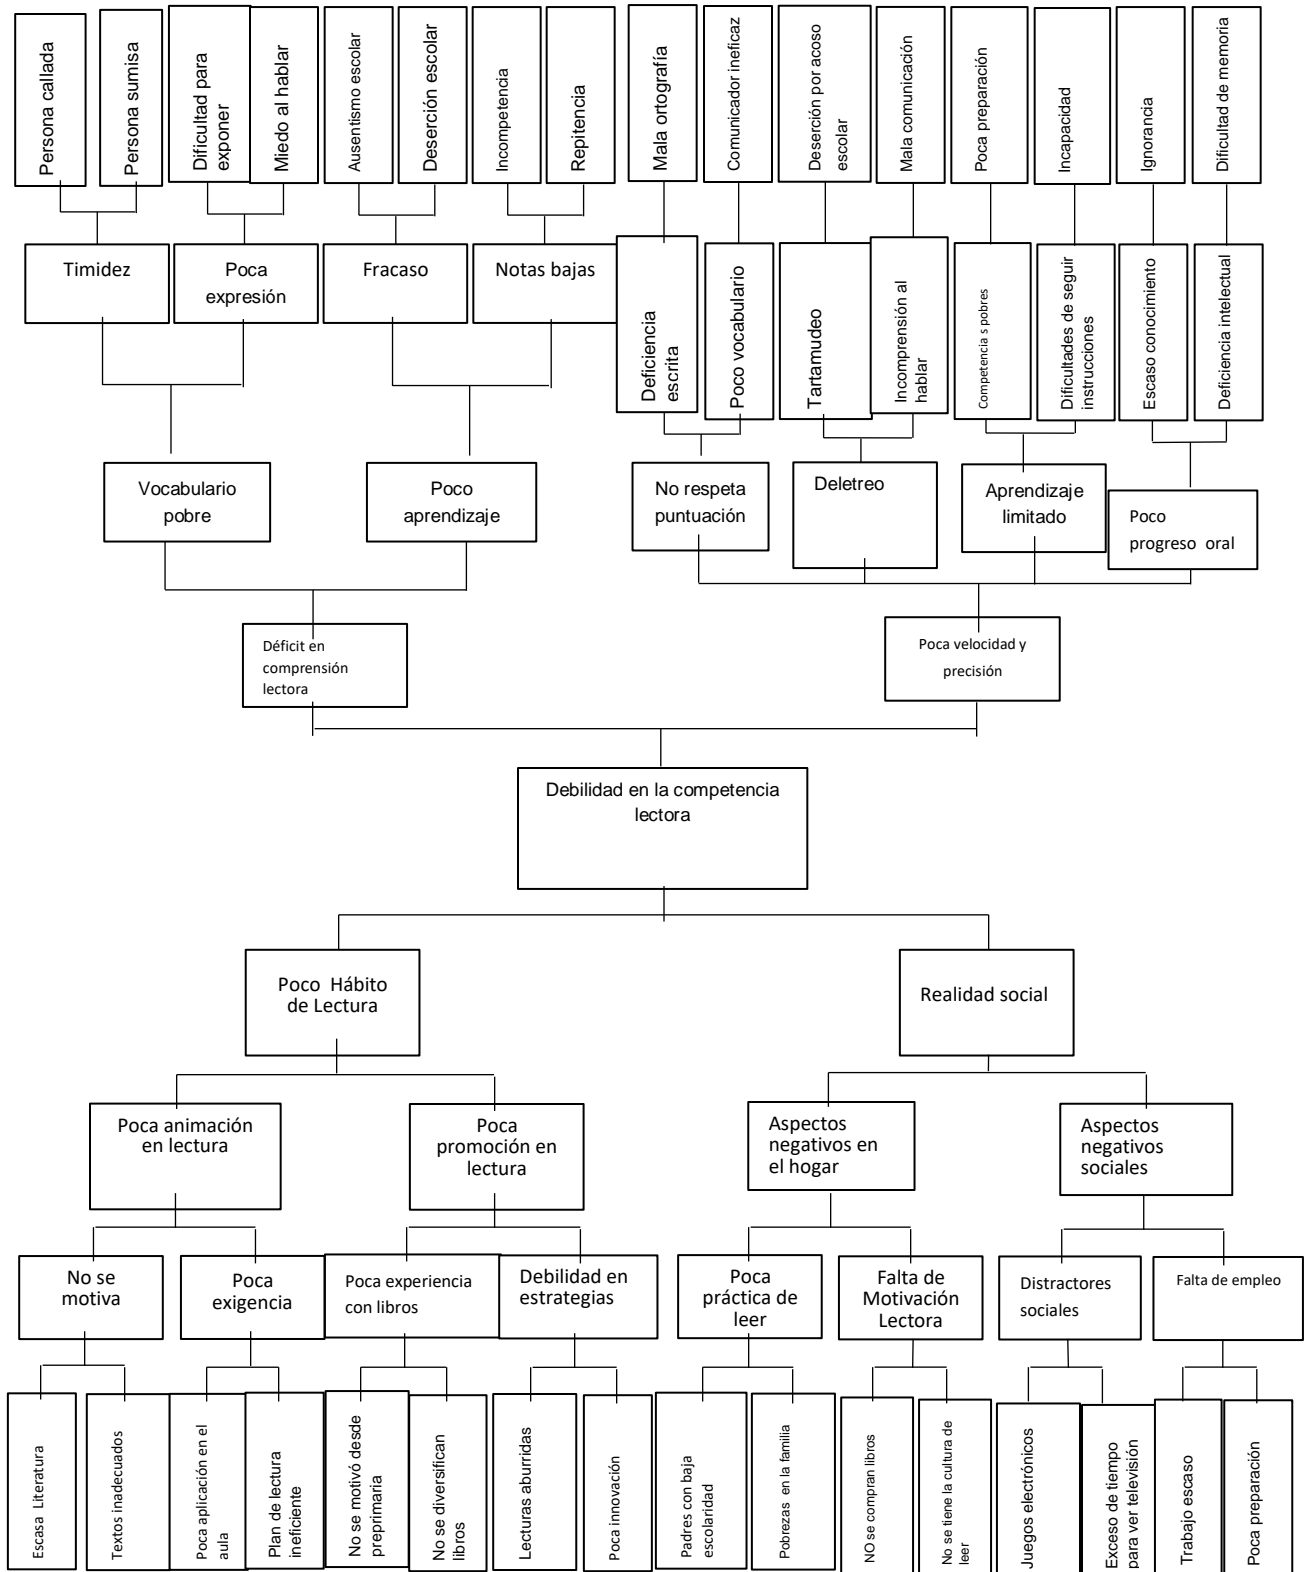 Persona callada
Persona sumisa
Dificultad para
exponer
Miedo al hablar
Ausentismo escolar
Deserción escolar
Incompetencia
Repitencia
Mala ortografía
Comunicador ineficaz
Deserción por acoso
escolar
Mala comunicación
Poca preparación
Incapacidad
Ignorancia
Dificultad de memoria
Timidez
Poca
expresión
Fracaso
Notas bajas
Deficiencia
escrita
Poco vocabulario
Tartamudeo
Incomprensión al
hablar
Competencia s pobres
Dificultades de seguir
instrucciones
Escaso conocimiento
Deficiencia intelectual
Vocabulario
pobre
Poco
aprendizaje
No respeta
puntuación
Deletreo
Aprendizaje
limitado
Poco
progreso oral
Déficit en
comprensión
lectora
Poca velocidad y
precisión
Debilidad en la competencia
lectora
Poco Hábito
de Lectura
Realidad social
Poca animación
en lectura
Poca
promoción en
lectura
Aspectos
negativos en
el hogar
Aspectos
negativos
sociales
No se
motiva
Poca
exigencia
Poca experiencia
con libros
Debilidad en
estrategias
Poca
práctica de
leer
Falta de
Motivación
Lectora
Distractores
sociales
Falta de empleo
Escasa Literatura
Textos inadecuados
Poca aplicación en el
aula
Plan de lectura
ineficiente
No se motivó desde
preprimaria
No se diversifican
libros
Lecturas aburridas
Poca innovación
Padres con baja
escolaridad
Pobrezas en la familia
NO se compran libros
No se tiene la cultura de
leer
Juegos electrónicos
Exceso de tiempo
para ver televisión
Trabajo escaso
Poca preparación